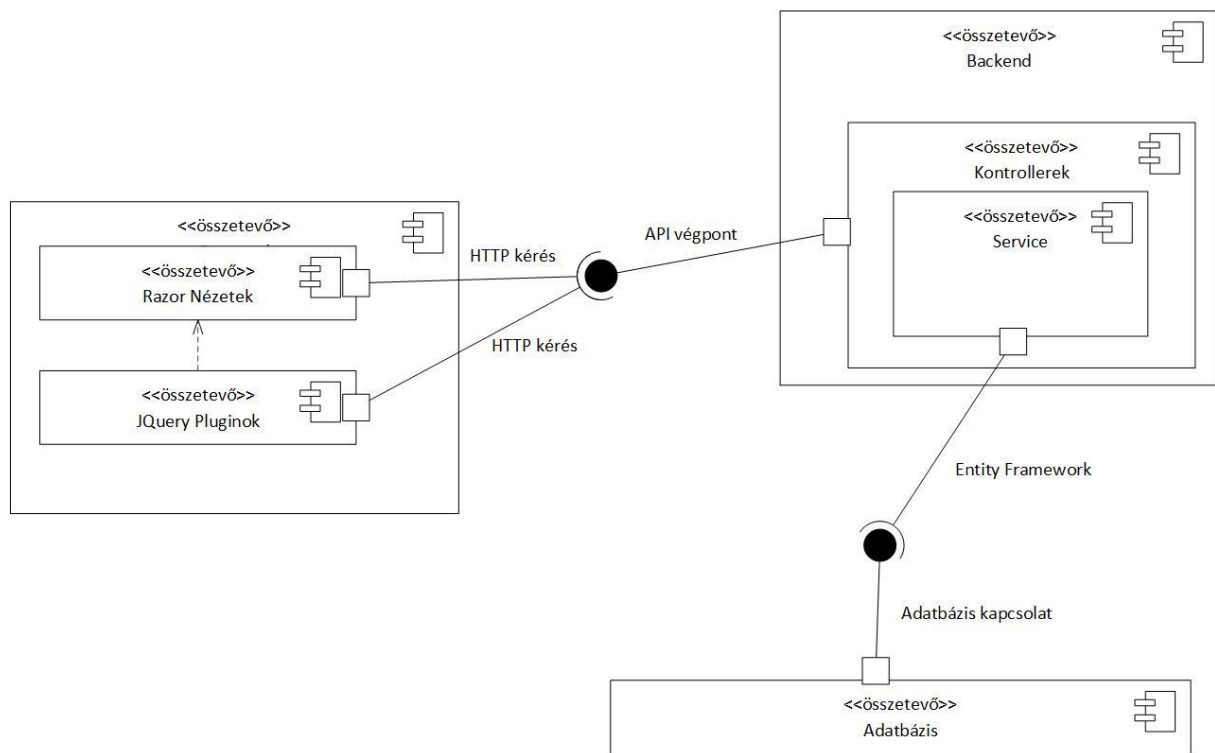 <<összetevő>>
Backend
<<összetevő>>
Kontrollerek
<<összetevő>>
Service
API végpont
<<összetevő>>
<<összetevő>>
Razor Nézetek
HTTP kérés
HTTP kérés
<<összetevő>>
JQuery Pluginok
Entity Framework
Adatbázis kapcsolat
<<összetevő>>
Adatbázis